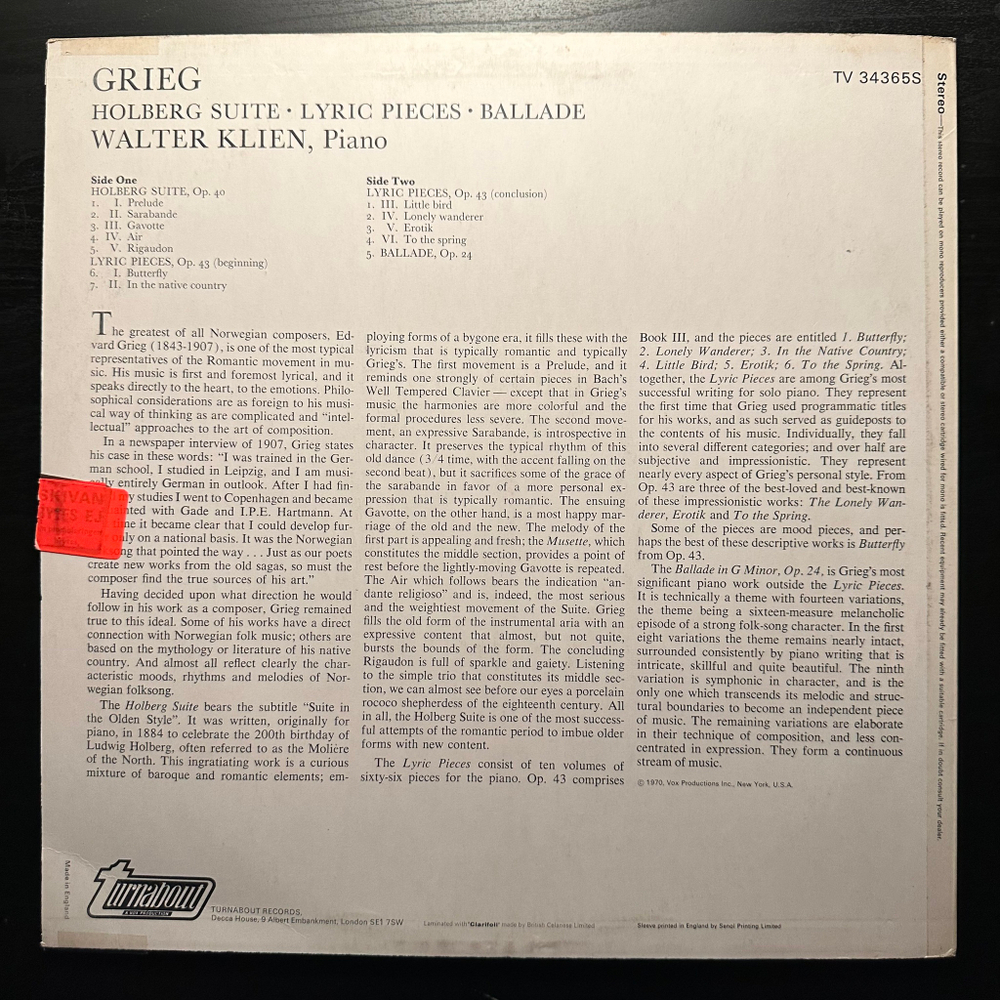 GRIEG
HOLBERG SUITE · LYRIC PIECES · BALLADE
WALTER KLIEN, Piano
TV 34365S
Side One
HOLBERG SUITE, Op. 40
1. I. Prelude
2. II. Sarabande
3. III. Gavotte
4. IV. Air
5. V. Rigaudon
LYRIC PIECES, Op. 43 (beginning)
6. I. Butterfly
7. II. In the native country
Side Two
LYRIC PIECES, Op. 43 (conclusion)
1. III. Little bird
2. IV. Lonely wanderer
3. V. Erotik
4. VI. To the spring
5. BALLADE, Op. 24
The greatest of all Norwegian composers, Ed-
vard Grieg (1843-1907), is one of the most typical
representatives of the Romantic movement in mu-
sic. His music is first and foremost lyrical, and it
speaks directly to the heart, to the emotions. Philo-
sophical considerations are as foreign to his musi-
cal way of thinking as are complicated and "intel-
lectual" approaches to the art of composition.
In a newspaper interview of 1907, Grieg states
his case in these words: "I was trained in the Ger-
man school, I studied in Leipzig, and I am musi-
cally entirely German in outlook. After I had fin-
my studies I went to Copenhagen and became
with Gade and I.P.E. Hartmann. At
it became clear that I could develop fur-
only on a national basis. It was the Norwegian
that pointed the way . . . Just as our poets
create new works from the old sagas, so must the
composer find the true sources of his art."
Having decided upon what direction he would
follow in his work as a composer, Grieg remained
true to this ideal. Some of his works have a direct
connection with Norwegian folk music; others are
based on the mythology or literature of his native
country. And almost all reflect clearly the char-
acteristic moods, rhythms and melodies of Nor-
wegian folksong.
The Holberg Suite bears the subtitle "Suite in
the Olden Style". It was written, originally for
piano, in 1884 to celebrate the 200th birthday of
Ludwig Holberg, often referred to as the Molière
of the North. This ingratiating work is a curious
mixture of baroque and romantic elements; em-
ploying forms of a bygone era, it fills these with the
lyricism that is typically romantic and typically
Grieg's. The first movement is a Prelude, and it
reminds one strongly of certain pieces in Bach's
Well Tempered Clavier — except that in Grieg's
music the harmonies are more colorful and the
formal procedures less severe. The second move-
ment, an expressive Sarabande, is introspective in
character. It preserves the typical rhythm of this
old dance (3/4 time, with the accent falling on the
second beat), but it sacrifices some of the grace of
the sarabande in favor of a more personal ex-
pression that is typically romantic. The ensuing
Gavotte, on the other hand, is a most happy mar-
riage of the old and the new. The melody of the
first part is appealing and fresh; the Musette, which
constitutes the middle section, provides a point of
rest before the lightly-moving Gavotte is repeated.
The Air which follows bears the indication "an-
dante religioso" and is, indeed, the most serious
and the weightiest movement of the Suite. Grieg
fills the old form of the instrumental aria with an
expressive content that almost, but not quite,
bursts the bounds of the form. The concluding
Rigaudon is full of sparkle and gaiety. Listening
to the simple trio that constitutes its middle sec-
tion, we can almost see before our eyes a porcelain
rococo shepherdess of the eighteenth century. All
in all, the Holberg Suite is one of the most success-
ful attempts of the romantic period to imbue older
forms with new content.
The Lyric Pieces consist of ten volumes of
sixty-six pieces for the piano. Op. 43 comprises
Book III, and the pieces are entitled 1. Butterfly;
2. Lonely Wanderer; 3. In the Native Country;
4. Little Bird; 5. Erotik; 6. To the Spring. Al-
together, the Lyric Pieces are among Grieg's most
successful writing for solo piano. They represent
the first time that Grieg used programmatic titles
for his works, and as such served as guideposts to
the contents of his music. Individually, they fall
into several different categories; and over half are
subjective and impressionistic. They represent
nearly every aspect of Grieg's personal style. From
Op. 43 are three of the best-loved and best-known
of these impressionistic works: The Lonely Wan-
derer, Erotik and To the Spring.
Some of the pieces are mood pieces, and per-
haps the best of these descriptive works is Butterfly
from Op. 43.
The Ballade in G Minor, Op. 24, is Grieg's most
significant piano work outside the Lyric Pieces.
It is technically a theme with fourteen variations,
the theme being a sixteen-measure melancholic
episode of a strong folk-song character. In the first
eight variations the theme remains nearly intact,
surrounded consistently by piano writing that is
intricate, skillful and quite beautiful. The ninth
variation is symphonic in character, and is the
only one which transcends its melodic and struc-
tural boundaries to become an independent piece
of music. The remaining variations are elaborate
in their technique of composition, and less con-
centrated in expression. They form a continuous
stream of music.
© 1970, Vox Productions Inc., New York, U.S.A.
SKIVAN
Stereo—This stereo record can be played on mono reproducers provided either a compatible or stereo cartridge wired for mono is fitted. Recent equipment may already be fitted with a suitable cartridge. If in doubt consult your dealer.
Made in England
turnabout
A VOX PRODUCTION
TURNABOUT RECORDS,
Decca House, 9 Albert Embankment, London SE1 7SW
Laminated with 'Clarifoil' made by British Celanese Limited
Sleeve printed in England by Senol Printing Limited